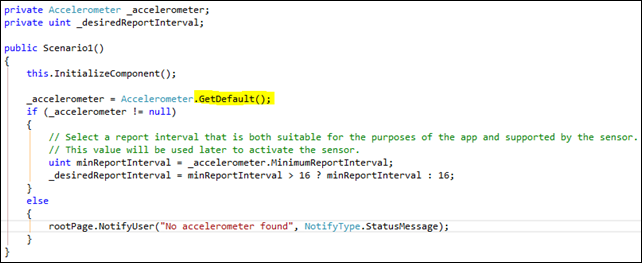 private Accelerometer _accelerometer;
private uint _desiredReportInterval;
public Scenario1()
{
this.InitializeComponent();
_accelerometer = Accelerometer.GetDefault();
if (_accelerometer != null)
{
// Select a report interval that is both suitable for the purposes of the app and supported by the sensor.
// This value will be used later to activate the sensor.
uint minReportInterval = _accelerometer.MinimumReportInterval;
_desiredReportInterval = minReportInterval > 16 ? minReportInterval : 16;
}
else
{
rootPage.NotifyUser("No accelerometer found", NotifyType.StatusMessage);
}
}